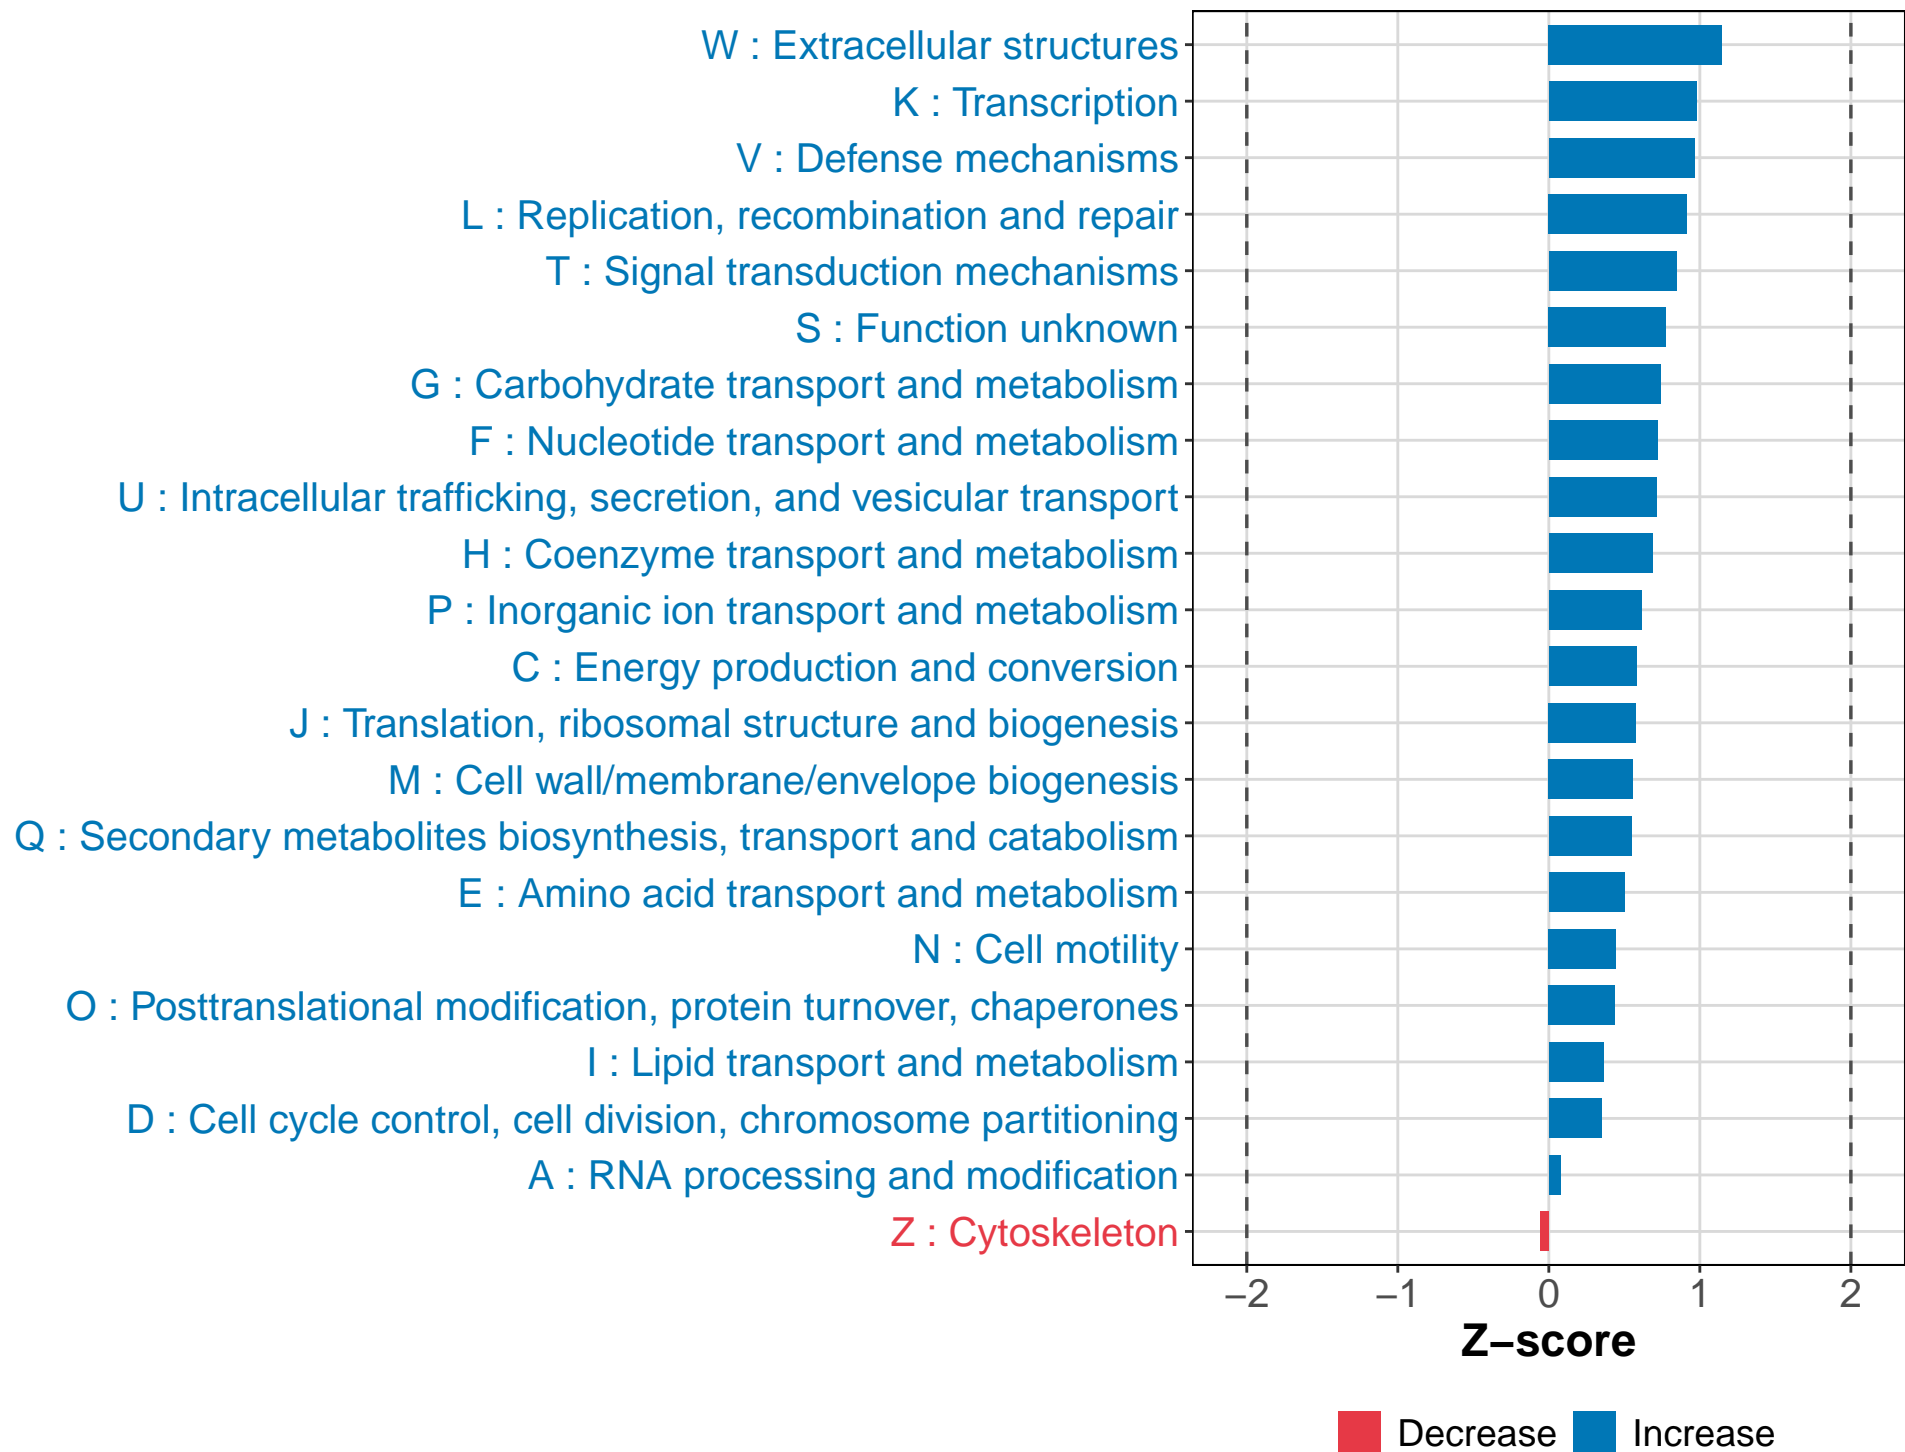 W : Extracellular structures
K : Transcription
V : Defense mechanisms
L : Replication, recombination and repair
T : Signal transduction mechanisms
S : Function unknown
G : Carbohydrate transport and metabolism
F : Nucleotide transport and metabolism
U : Intracellular trafficking, secretion, and vesicular transport
H : Coenzyme transport and metabolism
P : Inorganic ion transport and metabolism
C : Energy production and conversion
J : Translation, ribosomal structure and biogenesis
M : Cell wall/membrane/envelope biogenesis
Q : Secondary metabolites biosynthesis, transport and catabolism
E : Amino acid transport and metabolism
N : Cell motility
O : Posttranslational modification, protein turnover, chaperones
I : Lipid transport and metabolism
D : Cell cycle control, cell division, chromosome partitioning
A : RNA processing and modification
Z : Cytoskeleton
−2 −1 0 1 2
Z−score
Decrease Increase